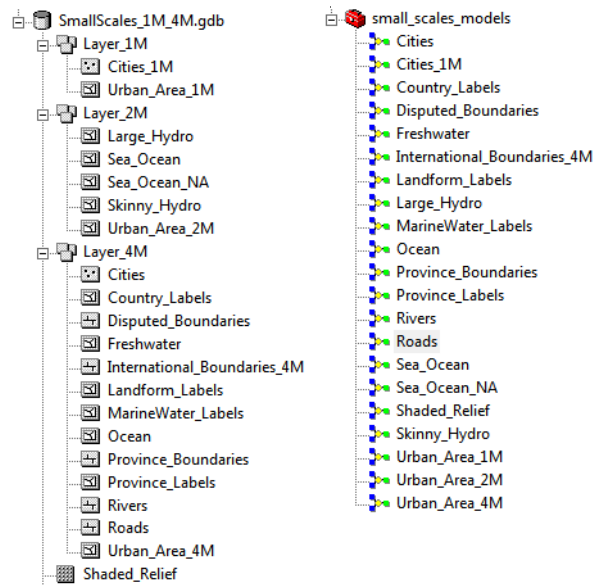 SmallScales_1M_4M.gdb
Layer_1M
Cities_1M
Urban_Area_1M
Layer_2M
Large_Hydro
Sea_Ocean
Sea_Ocean_NA
Skinny_Hydro
Urban_Area_2M
Layer_4M
Cities
Country_Labels
Disputed_Boundaries
Freshwater
International_Boundaries_4M
Landform_Labels
MarineWater_Labels
Ocean
Province_Boundaries
Province_Labels
Rivers
Roads
Urban_Area_4M
Shaded_Relief
small_scales_models
Cities
Cities_1M
Country_Labels
Disputed_Boundaries
Freshwater
International_Boundaries_4M
Landform_Labels
Large_Hydro
MarineWater_Labels
Ocean
Province_Boundaries
Province_Labels
Rivers
Roads
Sea_Ocean
Sea_Ocean_NA
Shaded_Relief
Skinny_Hydro
Urban_Area_1M
Urban_Area_2M
Urban_Area_4M